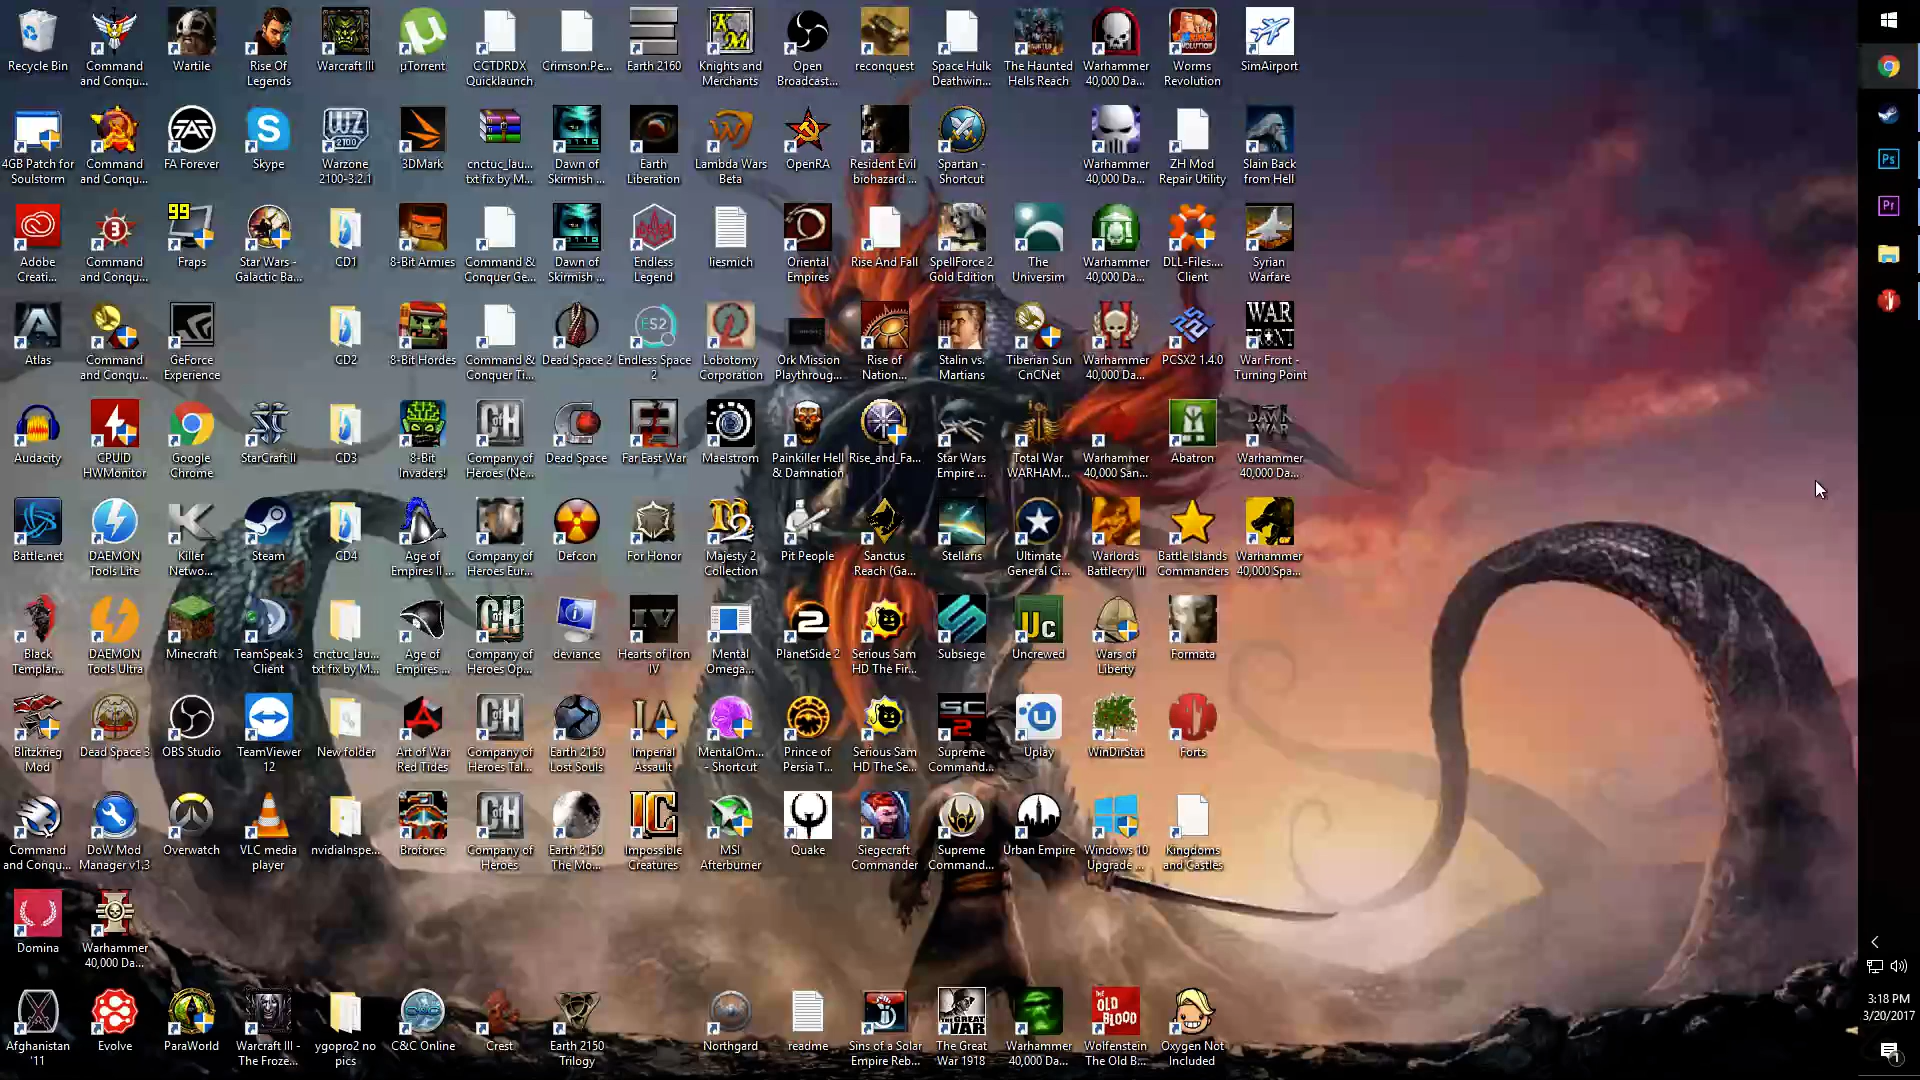 Recycle Bin
Command
and Conqu...
Wartile
Rise Of
Legends
Warcraft III
µTorrent
CCTDRDX
Quicklaunch
Crimson.Pe...
Earth 2160
Knights and
Merchants
Open
Broadcast...
reconquest
Space Hulk
Deathwin...
The Haunted
Hells Reach
Warhammer
40,000 Da...
Worms
Revolution
SimAirport
4GB Patch for
Soulstorm
Command
and Conqu...
FA Forever
Skype
Warzone
2100-3.2.1
3DMark
cnctuc_lau...
txt fix by M...
Dawn of
Skirmish ...
Earth
Liberation
Lambda Wars
Beta
OpenRA
Resident Evil
biohazard ...
Spartan -
Shortcut
Warhammer
40,000 Da...
ZH Mod
Repair Utility
Slain Back
from Hell
Adobe
Creati...
Command
and Conqu...
99
Fraps
Star Wars -
Galactic Ba...
CD1
8-Bit Armies
Command &
Conquer Ge...
Dawn of
Skirmish ...
Endless
Legend
liesmich
Oriental
Empires
Rise And Fall
SpellForce 2
Gold Edition
The
Universim
Warhammer
40,000 Da...
DLL-Files....
Client
Syrian
Warfare
Atlas
Command
and Conqu...
GeForce
Experience
CD2
8-Bit Hordes
Command &
Conquer Ti...
Dead Space 2
ES2
Endless Space
2
Lobotomy
Corporation
Ork Mission
Playthroug...
Rise of
Nation...
Stalin vs.
Martians
Tiberian Sun
CnCNet
Warhammer
40,000 Da...
PCSX2 1.4.0
WAR
FRONT
War Front -
Turning Point
Audacity
CPUID
HWMonitor
Google
Chrome
StarCraft II
CD3
8-Bit
Invaders!
Company of
Heroes (Ne...
Dead Space
Far East War
Maelstrom
Painkiller Hell
& Damnation
Rise_and_Fa...
Star Wars
Empire ...
Total War
WARHAM...
Warhammer
40,000 San...
Abatron
DAWN
WAR
Warhammer
40,000 Da...
Battle.net
DAEMON
Tools Lite
Killer
Netwo...
Steam
CD4
Age of
Empires II ...
Company of
Heroes Eur...
Defcon
For Honor
Majesty 2
Collection
Pit People
Sanctus
Reach (Ga...
Stellaris
Ultimate
General Ci...
Warlords
Battlecry III
Battle Islands
Commanders
Warhammer
40,000 Spa...
Black
Templar...
DAEMON
Tools Ultra
Minecraft
TeamSpeak 3
Client
cnctuc_lau...
txt fix by M...
Age of
Empires ...
Company of
Heroes Op...
deviance
IV
Hearts of Iron
IV
Mental
Omega...
2
PlanetSide 2
Serious Sam
HD The Fir...
Subsiege
Uc
Uncrewed
Wars of
Liberty
Formata
Blitzkrieg
Mod
Dead Space 3
OBS Studio
TeamViewer
12
New folder
Art of War
Red Tides
Company of
Heroes Tal...
Earth 2150
Lost Souls
IA
Imperial
Assault
MentalOm...
- Shortcut
Prince of
Persia T...
Serious Sam
HD The Se...
SC
2
Supreme
Command...
Uplay
WinDirStat
Forts
Command
and Conqu...
DoW Mod
Manager v1.3
Overwatch
VLC media
player
nvidiaInspe...
Broforce
Company of
Heroes
Earth 2150
The Mo...
IC
Impossible
Creatures
MSI
Afterburner
Quake
Siegecraft
Commander
Supreme
Command...
Urban Empire
Windows 10
Upgrade ...
Kingdoms
and Castles
Domina
Warhammer
40,000 Da...
Afghanistan
'11
Evolve
ParaWorld
Warcraft III -
The Froze...
ygopro2 no
pics
C&C Online
Crest
Earth 2150
Trilogy
Northgard
readme
Sins of a Solar
Empire Reb...
THE GREAT
WAR
The Great
War 1918
Warhammer
40,000 Da...
THE
OLD
BLOOD
Wolfenstein
The Old B...
Oxygen Not
Included
Ps
Pr
3:18 PM
3/20/2017
1